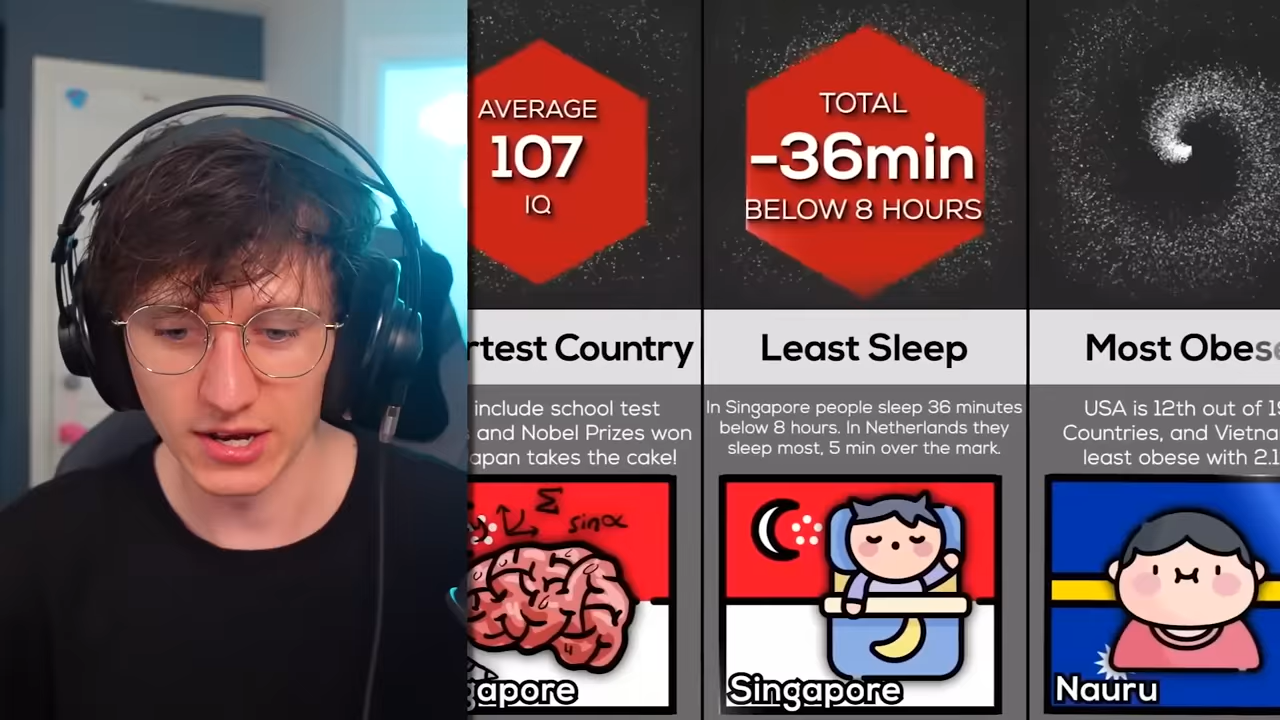 AVERAGE
107
IQ
rtest Country
include school test
and Nobel Prizes won
apan takes the cake!
Σ
sinα
gapore
TOTAL
-36min
BELOW 8 HOURS
Least Sleep
In Singapore people sleep 36 minutes
below 8 hours. In Netherlands they
sleep most, 5 min over the mark.
Singapore
Most Obese
USA is 12th out of 19
Countries, and Vietna
least obese with 2.1
Nauru